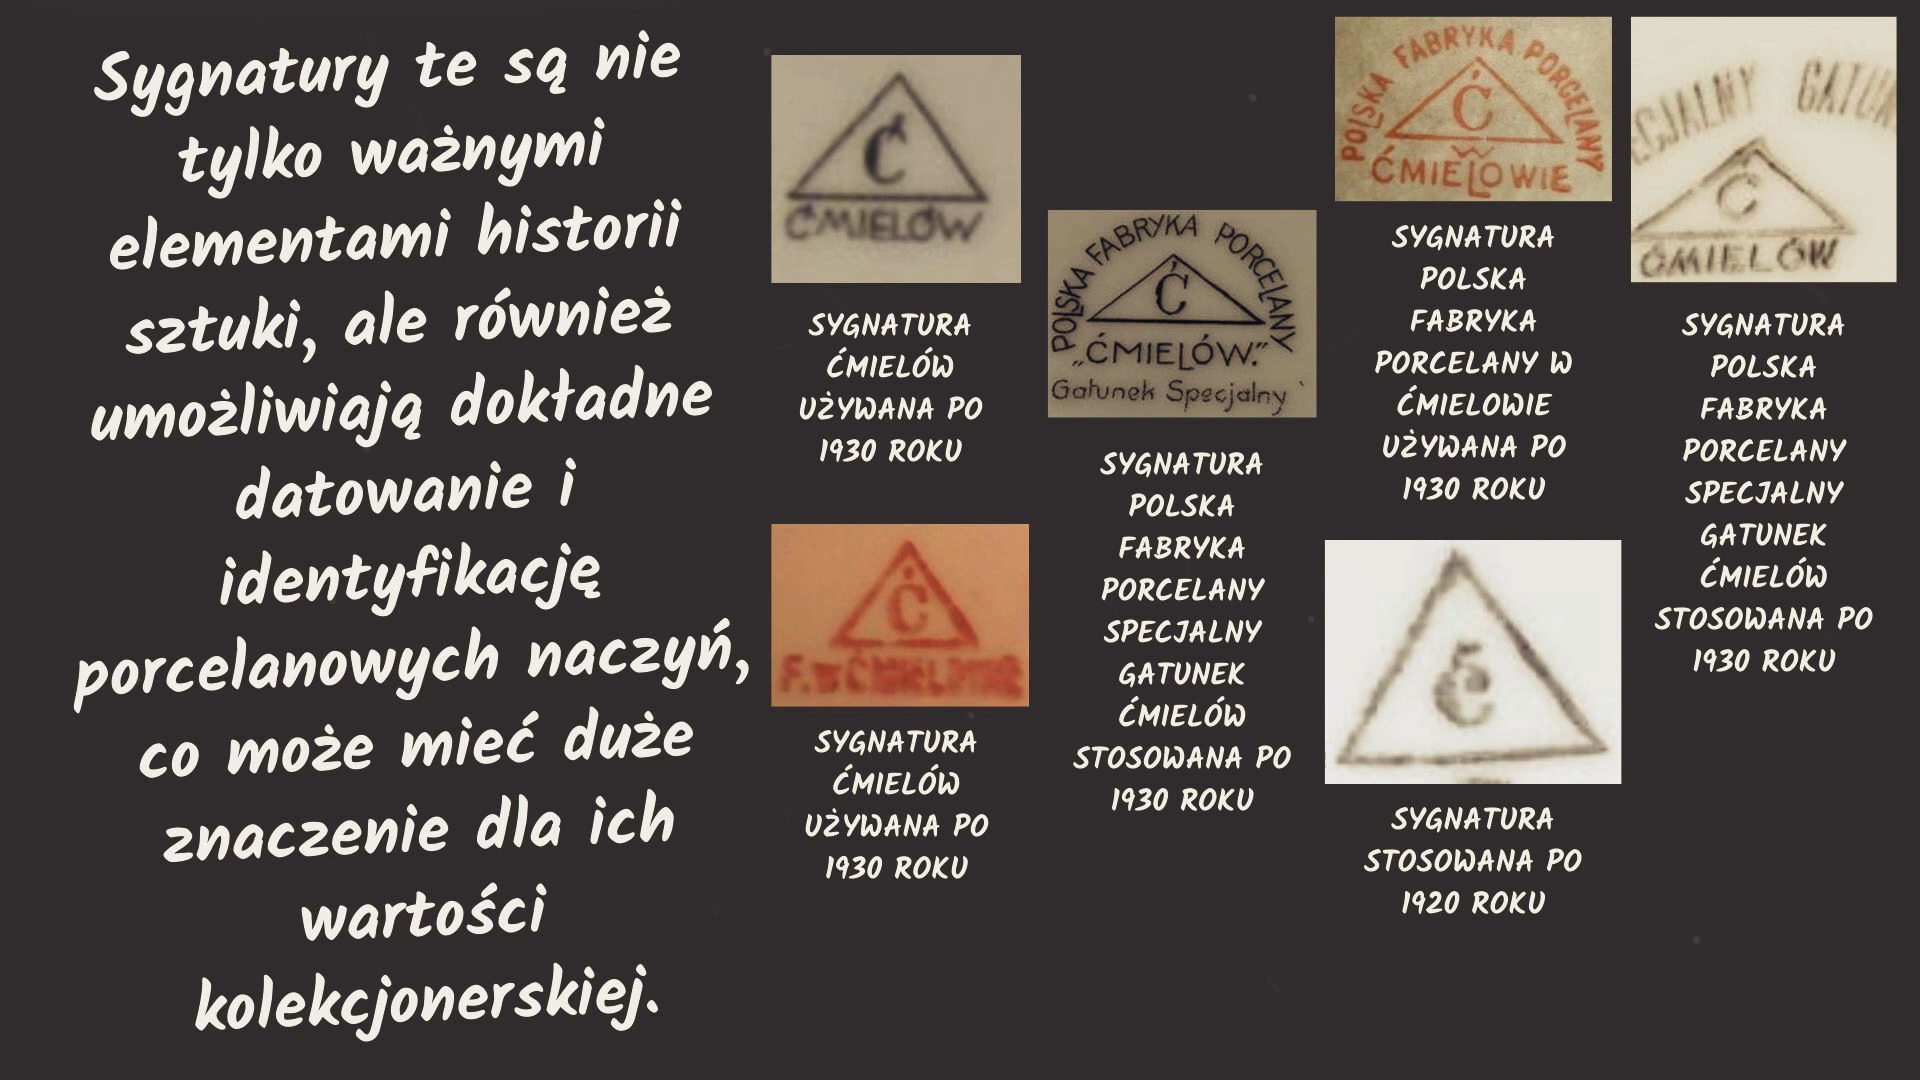 Sygnatury te są nie
tylko ważnymi
elementami historii
sztuki, ale również
umożliwiają dokładne
datowanie i
identyfikację
porcelanowych naczyń,
co może mieć duże
znaczenie dla ich
wartości
kolekcjonerskiej.
Ć
ĆMIELÓW
SYGNATURA
ĆMIELÓW
UŻYWANA PO
1930 ROKU
Ć
SYGNATURA
ĆMIELÓW
UŻYWANA PO
1930 ROKU
POLSKA FABRYKA PORCELANY
Ć
„ĆMIELÓW."
Gatunek Specjalny
SYGNATURA
POLSKA
FABRYKA
PORCELANY
SPECJALNY
GATUNEK
ĆMIELÓW
STOSOWANA PO
1930 ROKU
POLSKA FABRYKA PORCELANY
Ć
W
ĆMIELOWIE
SYGNATURA
POLSKA
FABRYKA
PORCELANY W
ĆMIELOWIE
UŻYWANA PO
1930 ROKU
Ć
SYGNATURA
STOSOWANA PO
1920 ROKU
ECJALNY GATUN
Ć
ĆMIELÓW
SYGNATURA
POLSKA
FABRYKA
PORCELANY
SPECJALNY
GATUNEK
ĆMIELÓW
STOSOWANA PO
1930 ROKU